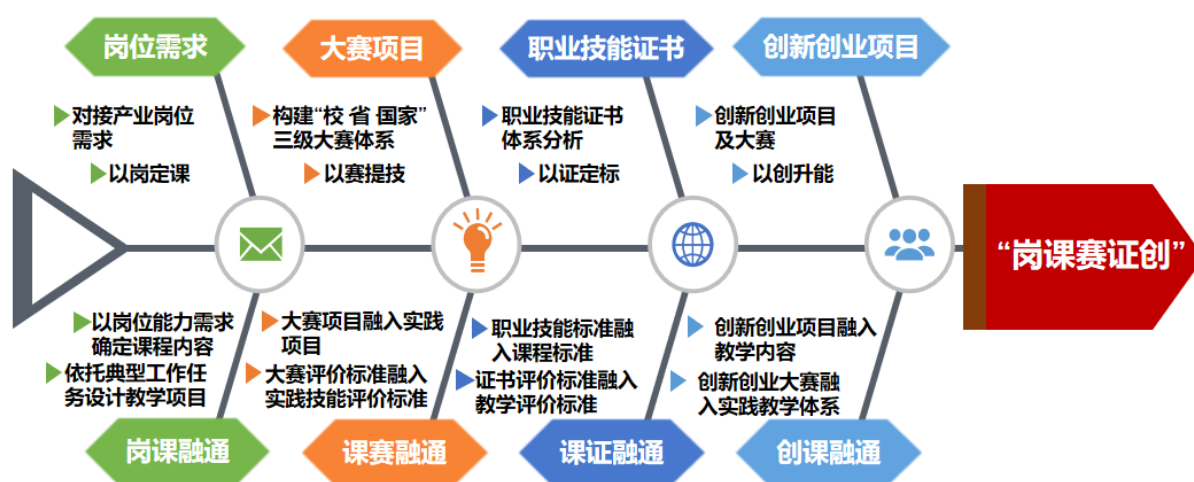 岗位需求
对接产业岗位
需求
以岗定课
大赛项目
构建“校 省 国家”
三级大赛体系
以赛提技
职业技能证书
职业技能证书
体系分析
以证定标
创新创业项目
创新创业项目
及大赛
以创升能
“岗课赛证创”
以岗位能力需求
确定课程内容
依托典型工作任
务设计教学项目
岗课融通
大赛项目融入实践
项目
大赛评价标准融入
实践技能评价标准
课赛融通
职业技能标准融
入课程标准
证书评价标准融入
教学评价标准
课证融通
创新创业项目融入
教学内容
创新创业大赛融
入实践教学体系
创课融通